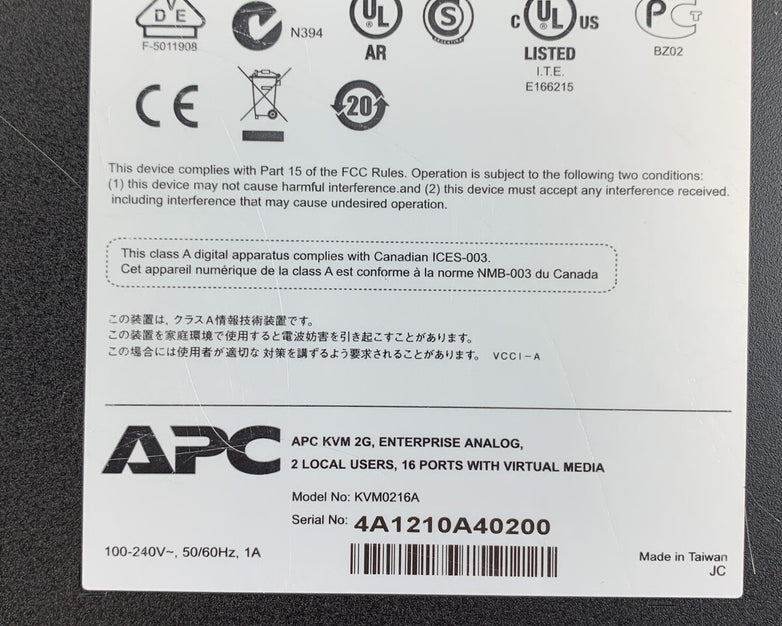 V
D E
F-5011908
N394
UL
®
AR
S
ARGENTINA
C UL US
®
LISTED
I.T.E.
E166215
PCT
BZ02
CE
20
This device complies with Part 15 of the FCC Rules. Operation is subject to the following two conditions:
(1) this device may not cause harmful interference.and (2) this device must accept any interference received.
including interference that may cause undesired operation.
This class A digital apparatus complies with Canadian ICES-003.
Cet appareil numérique de la class A est conforme à la norme NMB-003 du Canada
この装置は、クラスA情報技術装置です。
この装置を家庭環境で使用すると電波妨害を引き起こすことがあります。
この場合には使用者が適切な 対策を講ずるよう要求されることがあります。 VCCI-A
APC
APC KVM 2G, ENTERPRISE ANALOG,
2 LOCAL USERS, 16 PORTS WITH VIRTUAL MEDIA
Model No: KVM0216A
Serial No: 4A1210A40200
100-240V~, 50/60Hz, 1A
Made in Taiwan
JC